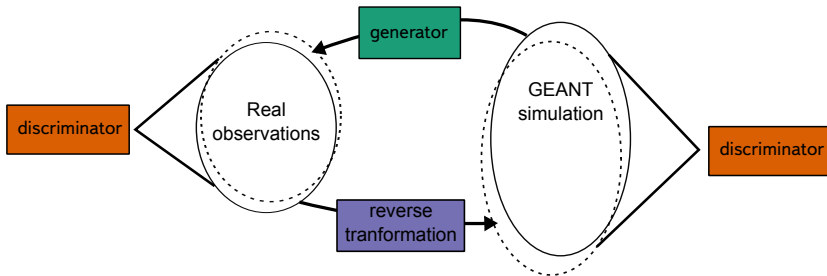 generator
Real
observations
GEANT
simulation
discriminator
discriminator
reverse
tranformation